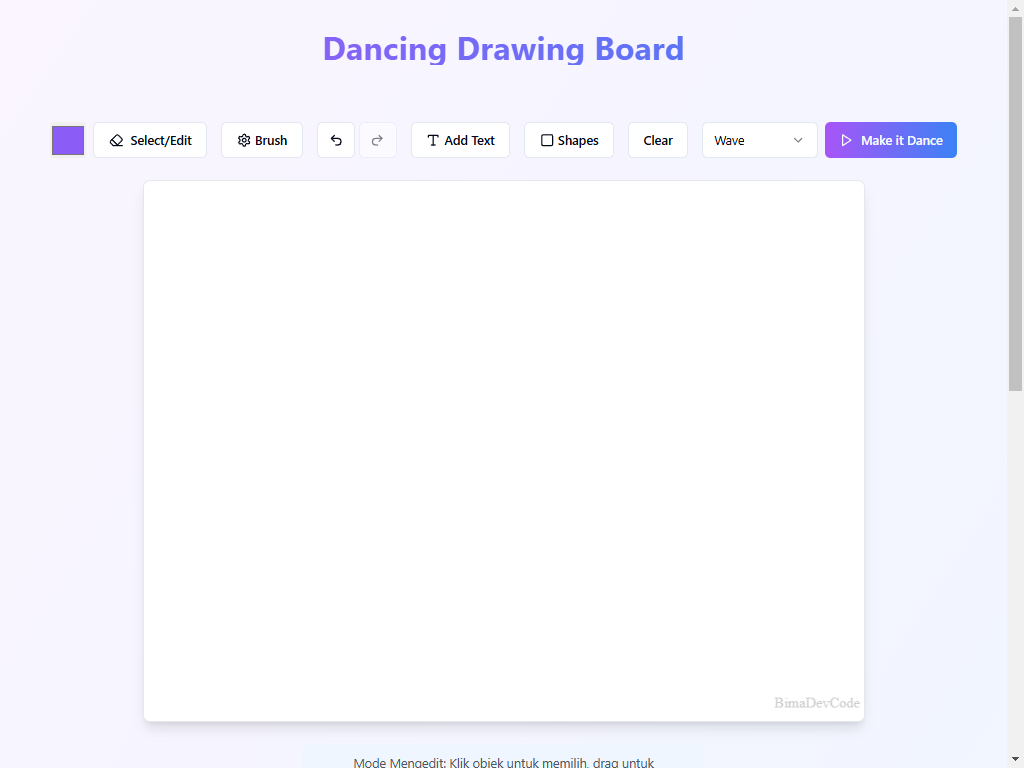 Dancing Drawing Board
Select/Edit
Brush
Add Text
Shapes
Clear
Wave
Make it Dance
BimaDevCode
Mode Mengedit: Klik objek untuk memilih, drag untuk